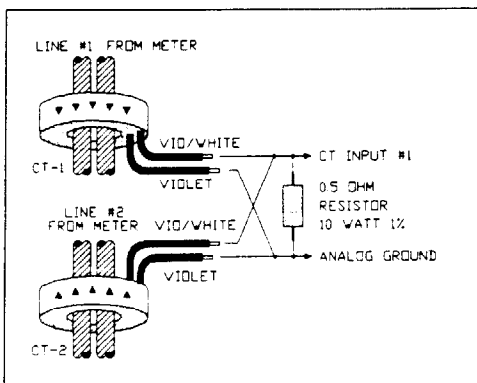 LINE #1 FROM METER
VIO/WHITE
CT-1
VIOLET
CT INPUT #1
0.5 OHM
RESISTOR
10 WATT 1%
LINE #2
FROM METER
VIO/WHITE
VIOLET
ANALOG GROUND
CT-2